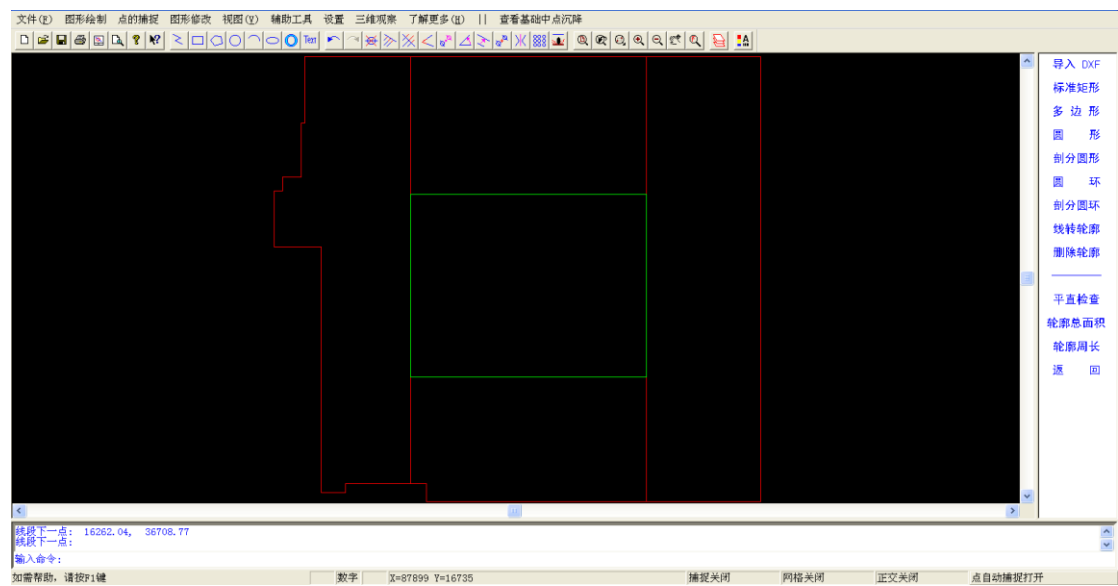 文件(F) 图形绘制 点的捕捉 图形修改 视图(V) 辅助工具 设置 三维观察 了解更多(H) || 查看基础中点沉降
Text
A
导入 DXF
标准矩形
多 边 形
圆 形
剖分圆形
圆 环
剖分圆环
线转轮廓
删除轮廓
平直检查
轮廓总面积
轮廓周长
返 回
线段下一点: 16262.04, 36708.77
线段下一点:
输入命令:
如需帮助, 请按F1键 数字 X=87899 Y=16735 捕捉关闭 网格关闭 正交关闭 点自动捕捉打开